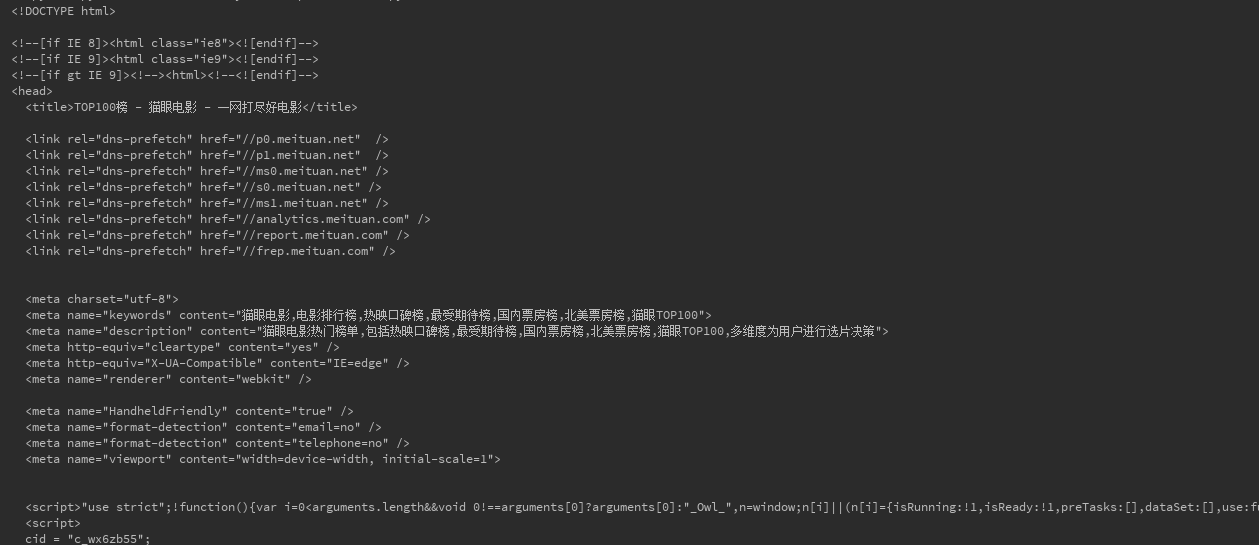 <!DOCTYPE html>
<!--[if IE 8]><html class="ie8"><![endif]-->
<!--[if IE 9]><html class="ie9"><![endif]-->
<!--[if gt IE 9]><!--><html><!--<![endif]-->
<head>
<title>TOP100榜 - 猫眼电影 - 一网打尽好电影</title>
<link rel="dns-prefetch" href="//p0.meituan.net"  />
<link rel="dns-prefetch" href="//p1.meituan.net"  />
<link rel="dns-prefetch" href="//ms0.meituan.net" />
<link rel="dns-prefetch" href="//s0.meituan.net" />
<link rel="dns-prefetch" href="//ms1.meituan.net" />
<link rel="dns-prefetch" href="//analytics.meituan.com" />
<link rel="dns-prefetch" href="//report.meituan.com" />
<link rel="dns-prefetch" href="//frep.meituan.com" />
<meta charset="utf-8">
<meta name="keywords" content="猫眼电影,电影排行榜,热映口碑榜,最受期待榜,国内票房榜,北美票房榜,猫眼TOP100">
<meta name="description" content="猫眼电影热门榜单,包括热映口碑榜,最受期待榜,国内票房榜,北美票房榜,猫眼TOP100,多维度为用户进行选片决策">
<meta http-equiv="cleartype" content="yes" />
<meta http-equiv="X-UA-Compatible" content="IE=edge" />
<meta name="renderer" content="webkit" />
<meta name="HandheldFriendly" content="true" />
<meta name="format-detection" content="email=no" />
<meta name="format-detection" content="telephone=no" />
<meta name="viewport" content="width=device-width, initial-scale=1">
<script>"use strict";!function(){var i=0<arguments.length&&void 0!==arguments[0]?arguments[0]:"_Owl_",n=window;n[i]||(n[i]={isRunning:!1,isReady:!1,preTasks:[],dataSet:[],use:fu
<script>
cid = "c_wx6zb55";